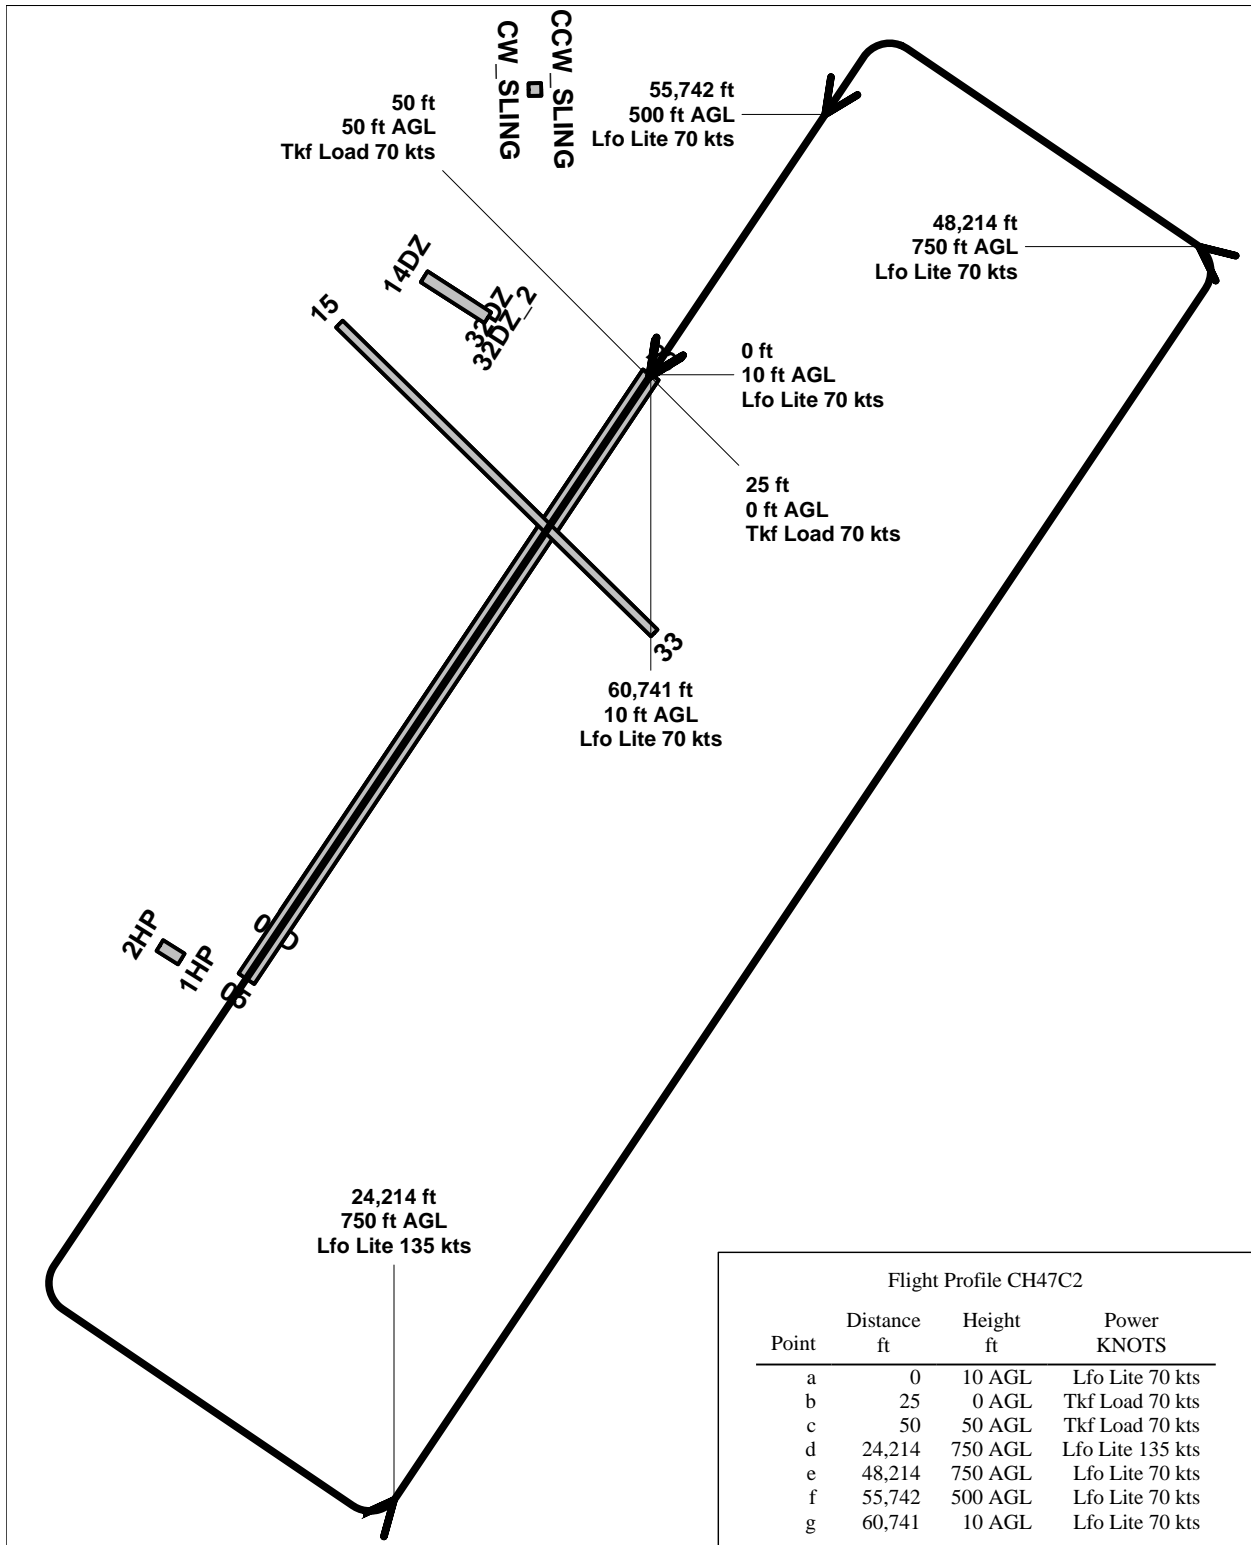 CW_SLING
CCW_SLING
50 ft
50 ft AGL
Tkf Load 70 kts
55,742 ft
500 ft AGL
Lfo Lite 70 kts
48,214 ft
750 ft AGL
Lfo Lite 70 kts
14DZ
32DZ
32DZ_2
15
0 ft
10 ft AGL
Lfo Lite 70 kts
25 ft
0 ft AGL
Tkf Load 70 kts
33
60,741 ft
10 ft AGL
Lfo Lite 70 kts
2HP
1HP
06
24,214 ft
750 ft AGL
Lfo Lite 135 kts
Flight Profile CH47C2
Distance Height Power
Point ft ft KNOTS
a 0 10 AGL Lfo Lite 70 kts
b 25 0 AGL Tkf Load 70 kts
c 50 50 AGL Tkf Load 70 kts
d 24,214 750 AGL Lfo Lite 135 kts
e 48,214 750 AGL Lfo Lite 70 kts
f 55,742 500 AGL Lfo Lite 70 kts
g 60,741 10 AGL Lfo Lite 70 kts